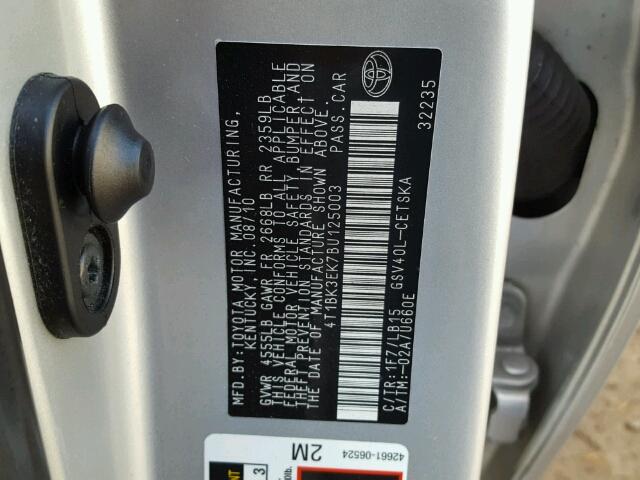 MFD.BY:TOYOTA MOTOR MANUFACTURING,
KENTUCKY, INC.08/10
GVWR 4555LB GAWR FR 2668LB RR 2359LB
THIS VEHICLE CONFORMS TO ALL APPLICABLE
FEDERAL MOTOR VEHICLE SAFETY BUMPER, AND
THEFT PREVENTION STANDARDS IN EFFECT ON
THE DATE OF MANUFACTURE SHOWN ABOVE.
4T1BK3EK7BU125003 PASS.CAR
C/TR:1F7/LB15 GSV40L-CETSKA
A/TM:-02A/U660E
32235
42661-06524
2M
3